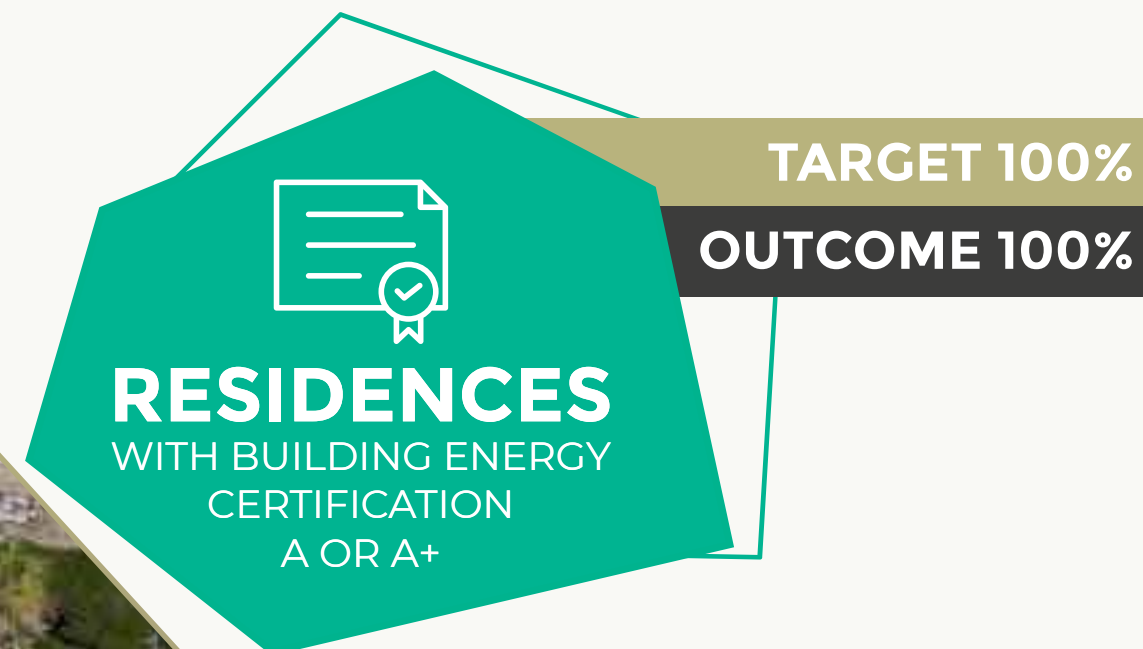 TARGET 100%
OUTCOME 100%
RESIDENCES
WITH BUILDING ENERGY
CERTIFICATION
A OR A+